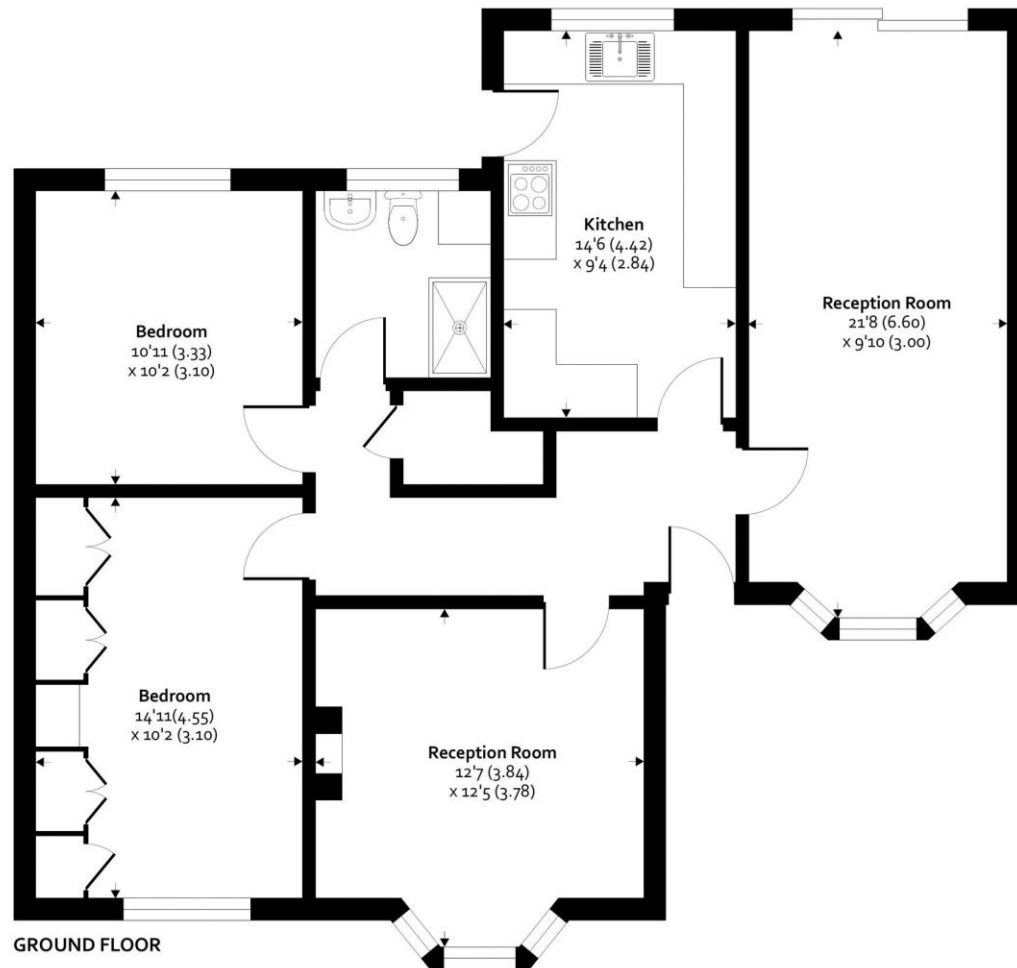 Kitchen
14'6 (4.42)
x 9'4 (2.84)
Reception Room
21'8 (6.60)
x 9'10 (3.00)
Bedroom
10'11 (3.33)
x 10'2 (3.10)
Bedroom
14'11(4.55)
x 10'2 (3.10)
Reception Room
12'7 (3.84)
x 12'5 (3.78)
GROUND FLOOR